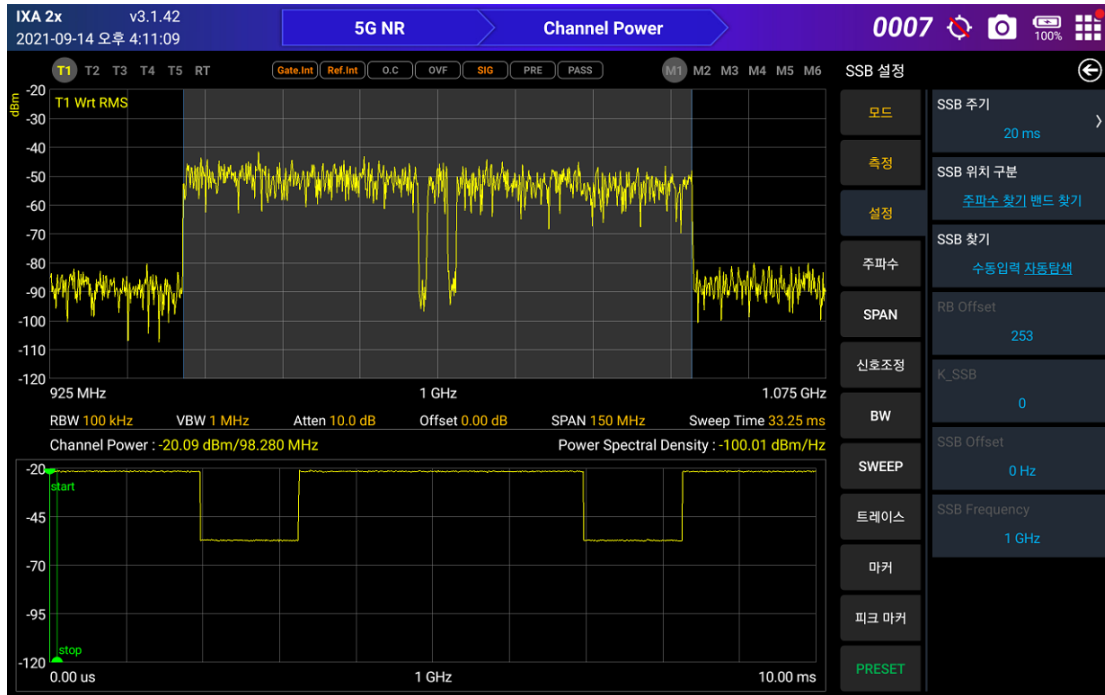 IXA 2x v3.1.42
2021-09-14 오후 4:11:09
5G NR
Channel Power
0007
100%
T1 T2 T3 T4 T5 RT
Gate.Int Ref.Int O.C OVF SIG PRE PASS
M1 M2 M3 M4 M5 M6
dBm
T1 Wrt RMS
-20
-30
-40
-50
-60
-70
-80
-90
-100
-110
-120
925 MHz 1 GHz 1.075 GHz
RBW 100 kHz VBW 1 MHz Atten 10.0 dB Offset 0.00 dB SPAN 150 MHz Sweep Time 33.25 ms
Channel Power : -20.09 dBm/98.280 MHz Power Spectral Density : -100.01 dBm/Hz
-20
start
-45
-70
-95
stop
-120
0.00 us 1 GHz 10.00 ms
SSB 설정
모드
측정
설정
주파수
SPAN
신호조정
BW
SWEEP
트레이스
마커
피크 마커
PRESET
SSB 주기
20 ms
SSB 위치 구분
주파수 찾기 밴드 찾기
SSB 찾기
수동입력 자동탐색
RB Offset
253
K_SSB
0
SSB Offset
0 Hz
SSB Frequency
1 GHz